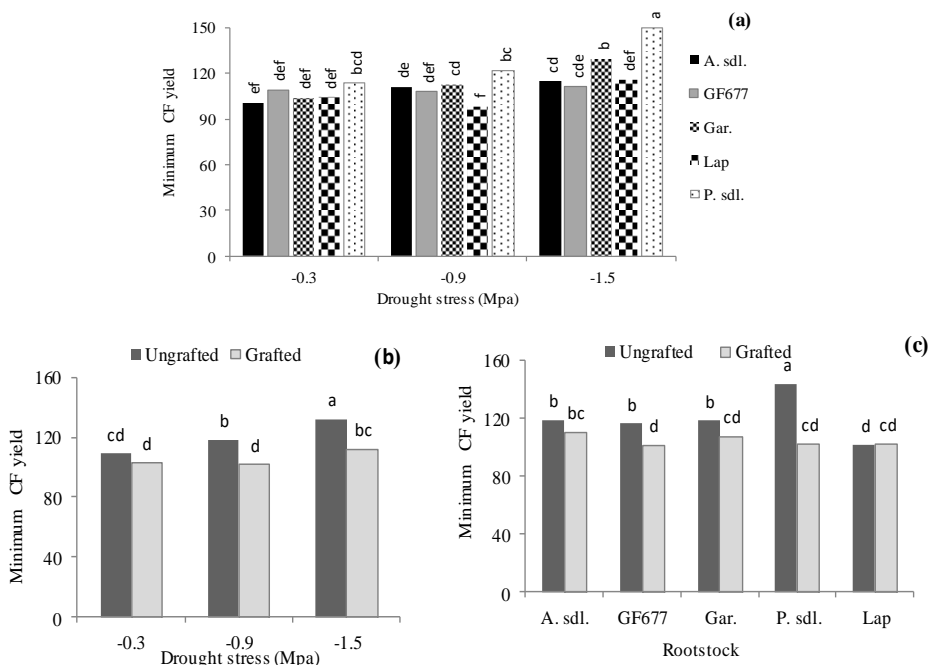 (a)
150
120
90
60
30
0
Minimum CF yield
ef def def def bcd
de def cd f bc
cd cde b def a
-0.3 -0.9 -1.5
Drought stress (Mpa)
A. sdl.
GF677
Gar.
Lap
P. sdl.
Ungrafted Grafted
(b)
160
120
80
40
0
Minimum CF yield
cd d b d a bc
-0.3 -0.9 -1.5
Drought stress (Mpa)
Ungrafted Grafted
(c)
160
120
80
40
0
Minimum CF yield
b bc b d b cd a cd d cd
A. sdl. GF677 Gar. P. sdl. Lap
Rootstock